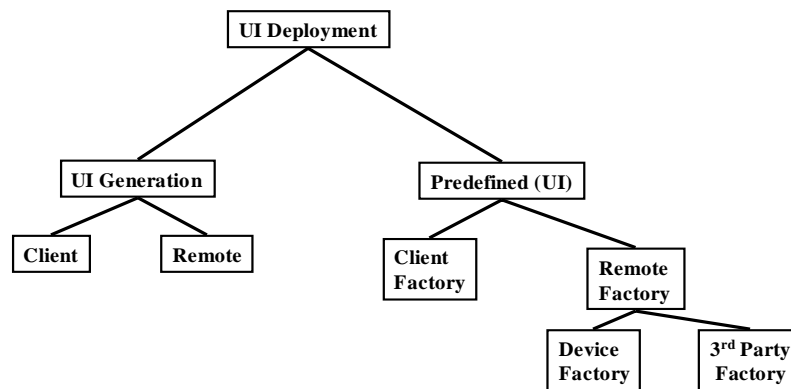 UI Deployment
UI Generation
Predefined (UI)
Client
Remote
Client
Factory
Remote
Factory
Device
Factory
3rd Party
Factory